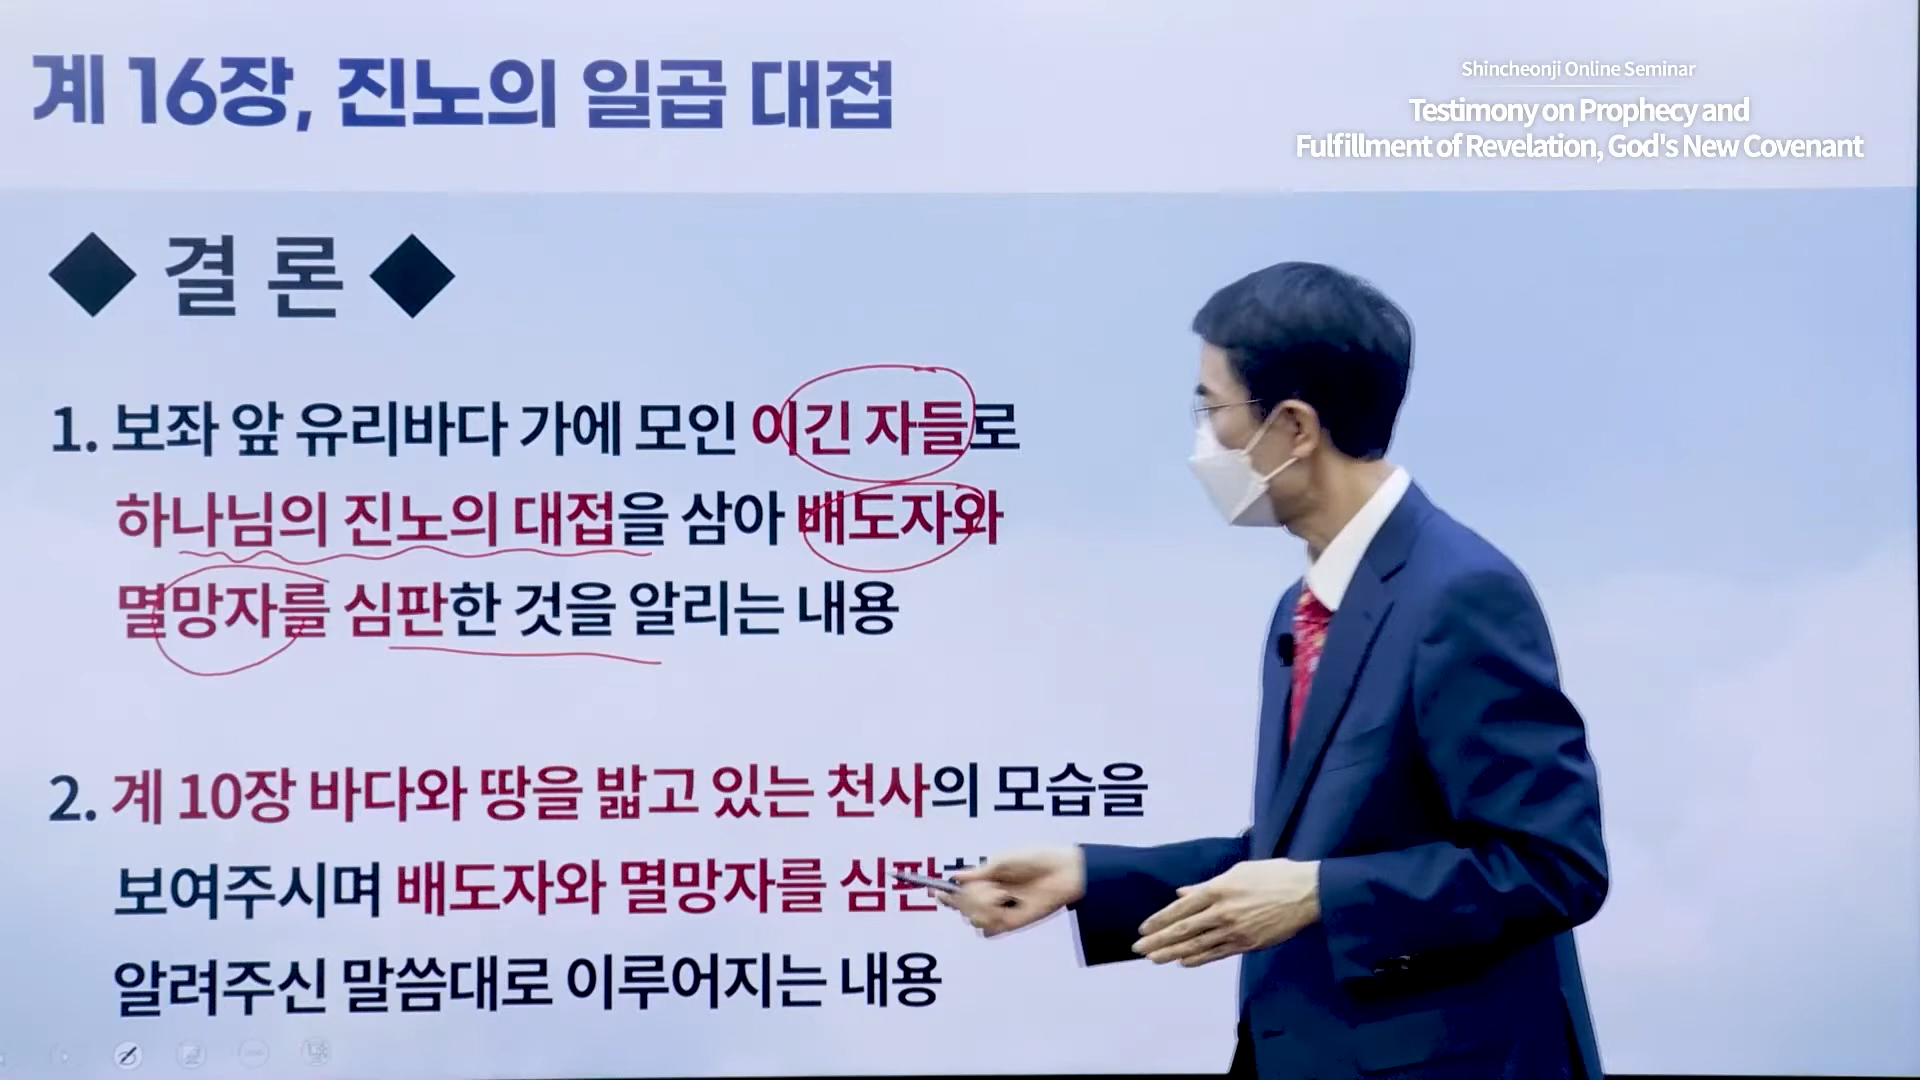 계 16장, 진노의 일곱 대접
Shincheonji Online Seminar
Testimony on Prophecy and
Fulfillment of Revelation, God's New Covenant
◆ 결 론 ◆
1. 보좌 앞 유리바다 가에 모인 이긴 자들로
하나님의 진노의 대접을 삼아 배도자와
멸망자를 심판한 것을 알리는 내용
2. 계 10장 바다와 땅을 밟고 있는 천사의 모습을
보여주시며 배도자와 멸망자를 심판
알려주신 말씀대로 이루어지는 내용